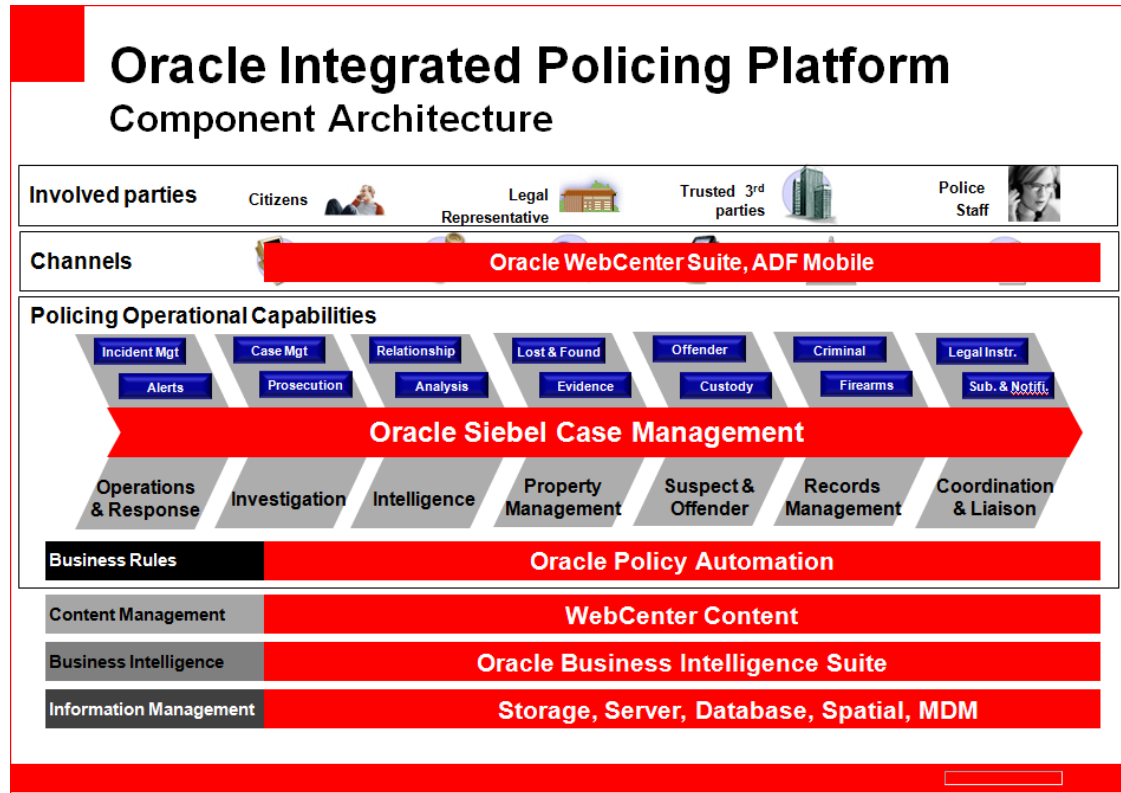 Oracle Integrated Policing Platform
Component Architecture
Involved parties
Citizens
Legal
Representative
Trusted 3rd
parties
Police
Staff
Channels
Oracle WebCenter Suite, ADF Mobile
Policing Operational Capabilities
Incident Mgt
Alerts
Case Mgt
Prosecution
Relationship
Analysis
Lost & Found
Evidence
Offender
Custody
Criminal
Firearms
Legal Instr.
Sub. & Notifi.
Oracle Siebel Case Management
Operations
& Response
Investigation
Intelligence
Property
Management
Suspect &
Offender
Records
Management
Coordination
& Liaison
Business Rules
Oracle Policy Automation
Content Management
WebCenter Content
Business Intelligence
Oracle Business Intelligence Suite
Information Management
Storage, Server, Database, Spatial, MDM